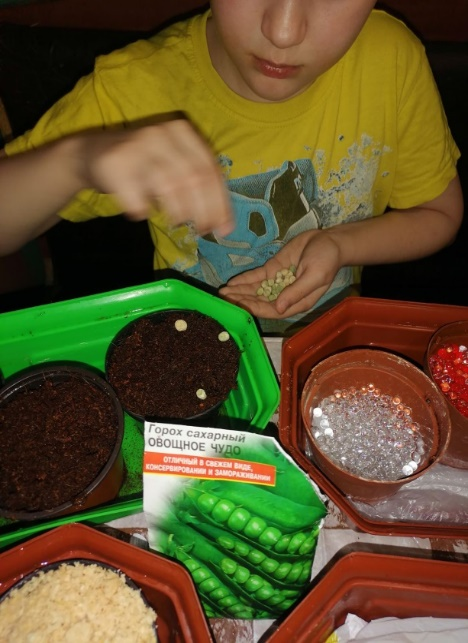 Горох сахарный
ОВОЩНОЕ ЧУДО
ОТЛИЧНЫЙ В СВЕЖЕМ ВИДЕ,
КОНСЕРВИРОВАНИИ И ЗАМОРАЖИВАНИИ